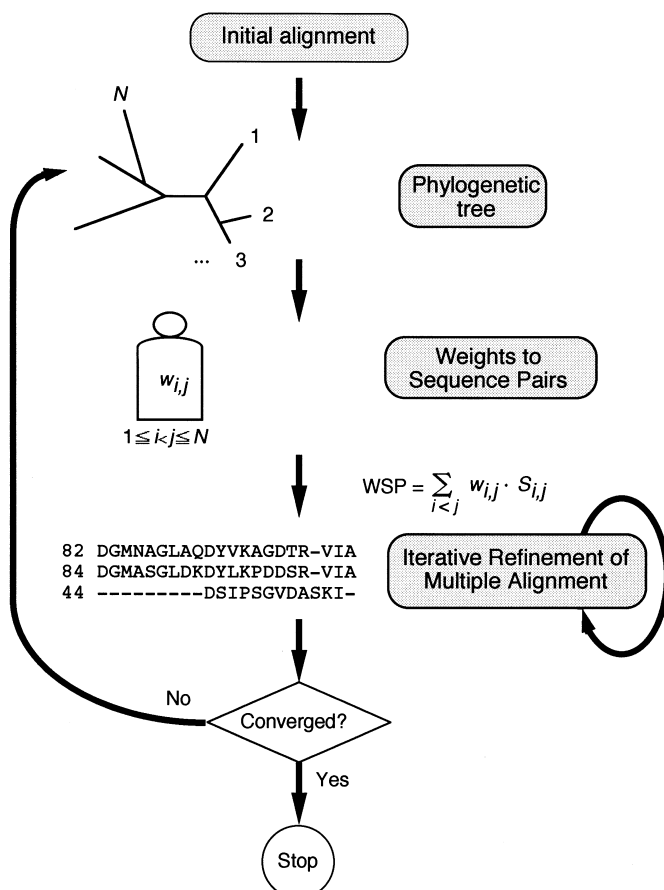 Initial alignment
N
1
2
... 3
Phylogenetic
tree
w_{i,j}
1≦i<j≦N
Weights to
Sequence Pairs
WSP = ∑_{i<j} w_{i,j} · S_{i,j}
82 DGMNAGLAQDYVKAGDTR-VIA
84 DGMASGLDKDYLKPDDSR-VIA
44 ---------DSIPSGVDASKI-
Iterative Refinement of
Multiple Alignment
No
Converged?
Yes
Stop